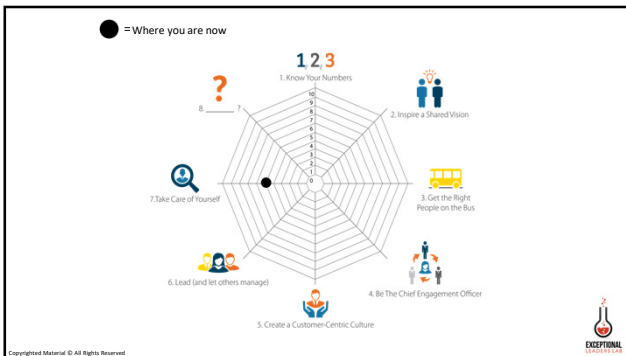 = Where you are now
1, 2, 3
1. Know Your Numbers
?
8. ______ ?
2. Inspire a Shared Vision
10
9
8
7
6
5
4
3
2
1
0
7.Take Care of Yourself
3. Get the Right
People on the Bus
6. Lead (and let others manage)
4. Be The Chief Engagement Officer
5. Create a Customer-Centric Culture
EXCEPTIONAL
LEADERS LAB
Copyrighted Material © All Rights Reserved